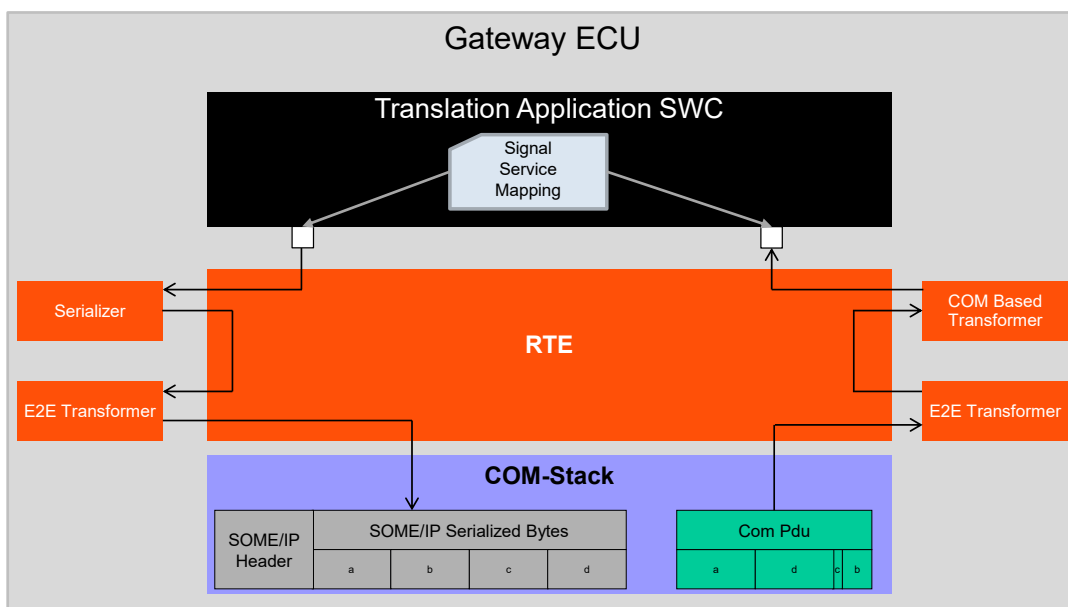 Gateway ECU
Translation Application SWC
Signal
Service
Mapping
Serializer
COM Based
Transformer
RTE
E2E Transformer
E2E Transformer
COM-Stack
SOME/IP
Header
SOME/IP Serialized Bytes
a
b
c
d
Com Pdu
a
d
c
b